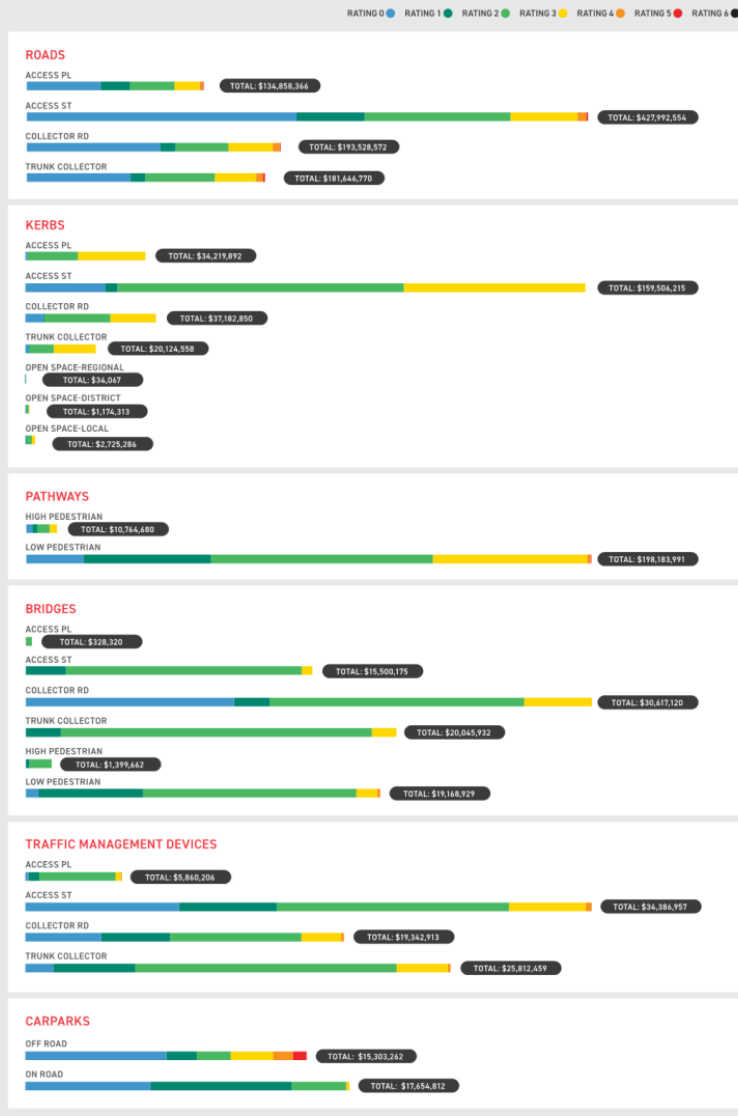 RATING 0 RATING 1 RATING 2 RATING 3 RATING 4 RATING 5 RATING 6
ROADS
ACCESS PL
TOTAL: $134,858,366
ACCESS ST
TOTAL: $427,992,554
COLLECTOR RD
TOTAL: $193,528,572
TRUNK COLLECTOR
TOTAL: $181,646,770
KERBS
ACCESS PL
TOTAL: $34,219,892
ACCESS ST
TOTAL: $159,506,215
COLLECTOR RD
TOTAL: $37,182,850
TRUNK COLLECTOR
TOTAL: $20,124,558
OPEN SPACE-REGIONAL
TOTAL: $34,067
OPEN SPACE-DISTRICT
TOTAL: $1,174,313
OPEN SPACE-LOCAL
TOTAL: $2,725,286
PATHWAYS
HIGH PEDESTRIAN
TOTAL: $10,764,680
LOW PEDESTRIAN
TOTAL: $198,183,991
BRIDGES
ACCESS PL
TOTAL: $328,320
ACCESS ST
TOTAL: $15,500,175
COLLECTOR RD
TOTAL: $30,617,120
TRUNK COLLECTOR
TOTAL: $20,045,932
HIGH PEDESTRIAN
TOTAL: $1,399,662
LOW PEDESTRIAN
TOTAL: $19,168,929
TRAFFIC MANAGEMENT DEVICES
ACCESS PL
TOTAL: $5,860,206
ACCESS ST
TOTAL: $34,386,957
COLLECTOR RD
TOTAL: $19,342,913
TRUNK COLLECTOR
TOTAL: $25,812,459
CARPARKS
OFF ROAD
TOTAL: $15,303,262
ON ROAD
TOTAL: $17,654,812